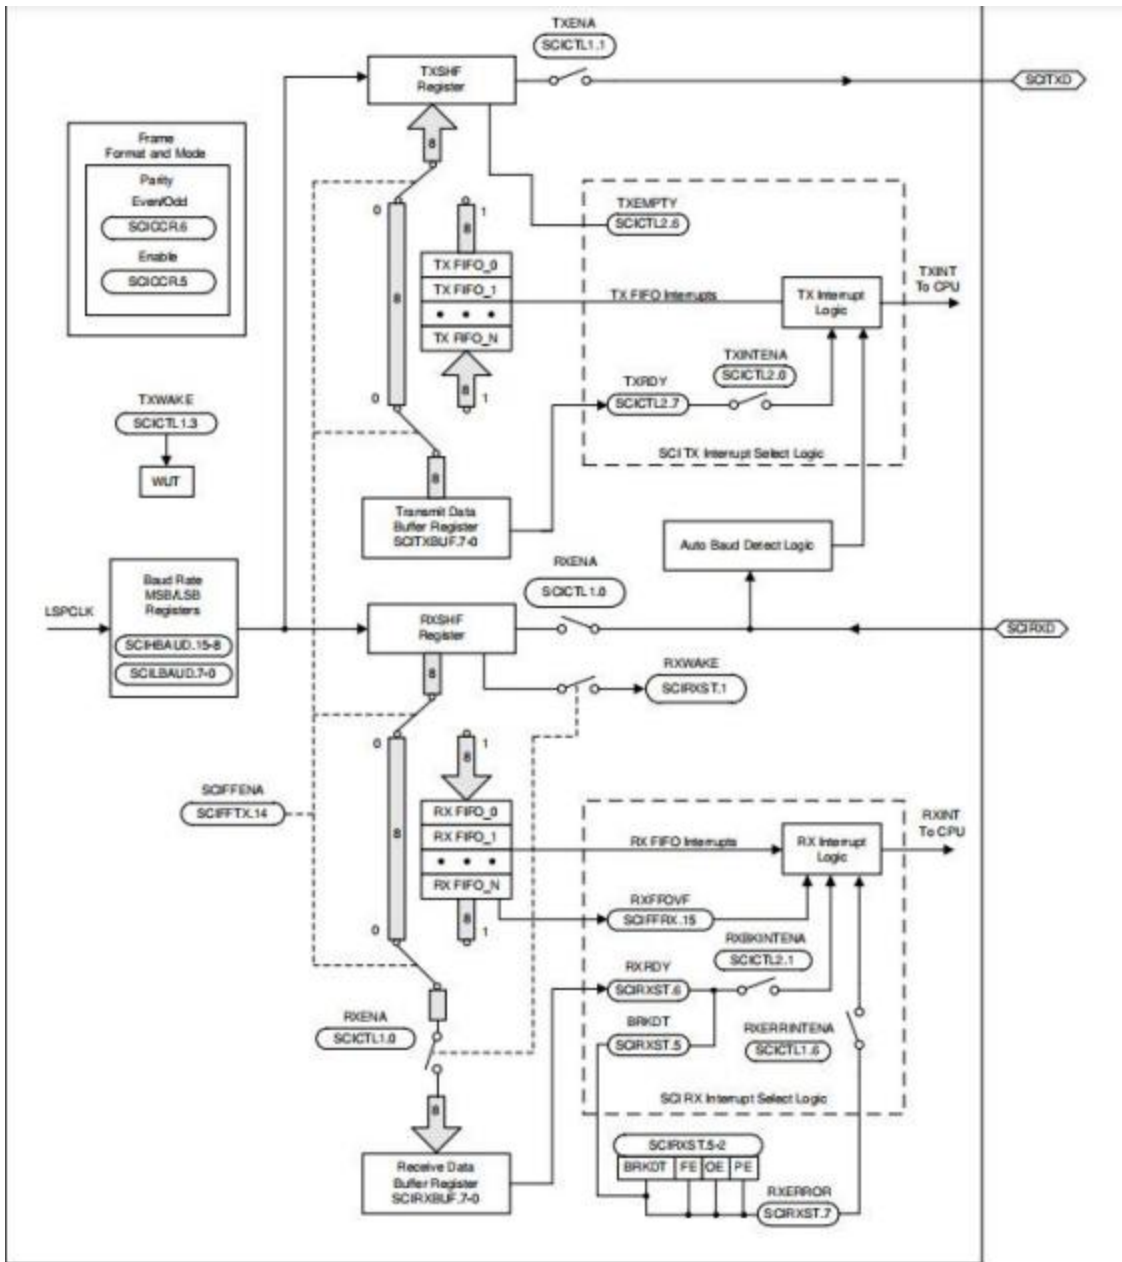 TXENA
SCICTL1.1
TXSHF
Register
SCITXD
Frame
Format and Mode
Parity
Even/Odd
SCICCR.6
Enable
SCICCR.5
8
0
1
8
8
TX FIFO_0
TX FIFO_1
• • •
TX FIFO_N
8
0
1
TXEMPTY
SCICTL2.6
TX FIFO Interrupts
TX Interrupt
Logic
TXINT
To CPU
TXRDY
SCICTL2.7
TXINTENA
SCICTL2.0
SCI TX Interrupt Select Logic
TXWAKE
SCICTL1.3
WUT
8
Transmit Data
Buffer Register
SCITXBUF.7-0
Auto Baud Detect Logic
LSPCLK
Baud Rate
MSB/LSB
Registers
SCIHBAUD.15-8
SCILBAUD.7-0
RXENA
SCICTL1.0
RXSHF
Register
SCIRXD
8
RXWAKE
SCIRXST.1
0
1
8
8
SCIFFENA
SCIFFTX.14
RX FIFO_0
RX FIFO_1
• • •
RX FIFO_N
8
0
1
RX FIFO Interrupts
RX Interrupt
Logic
RXINT
To CPU
RXFFOVF
SCIFFRX.15
RXBKINTENA
SCICTL2.1
RXRDY
SCIRXST.6
BRKDT
SCIRXST.5
RXERRINTENA
SCICTL1.6
SCI RX Interrupt Select Logic
RXENA
SCICTL1.0
8
Receive Data
Buffer Register
SCIRXBUF.7-0
SCIRXST.5-2
BRKDT FE OE PE
RXERROR
SCIRXST.7